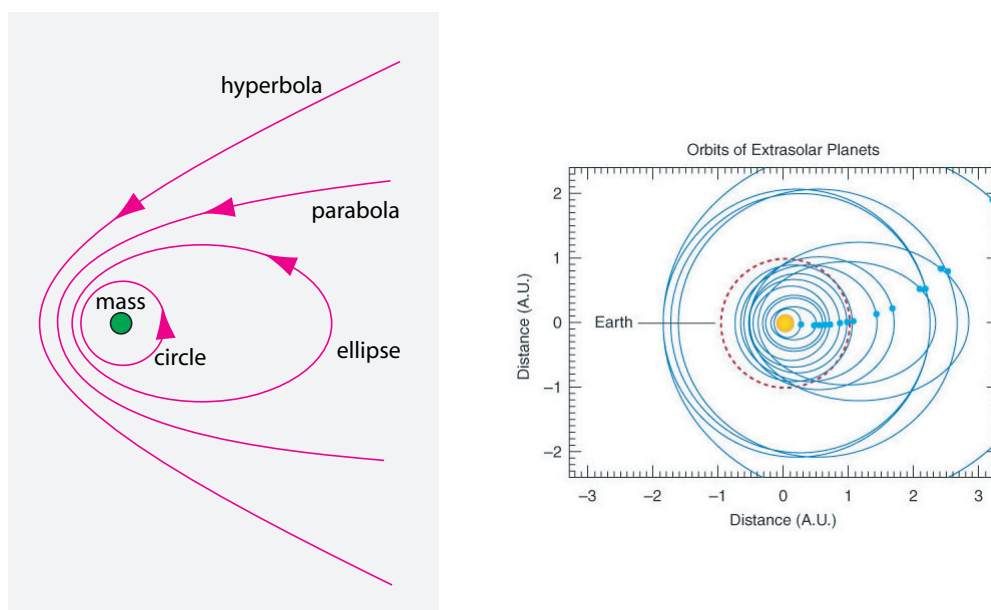 hyperbola
parabola
mass
circle
ellipse
Orbits of Extrasolar Planets
Distance (A.U.)
2
1
0
−1
−2
Earth
−3
−2
−1
0
1
2
3
Distance (A.U.)